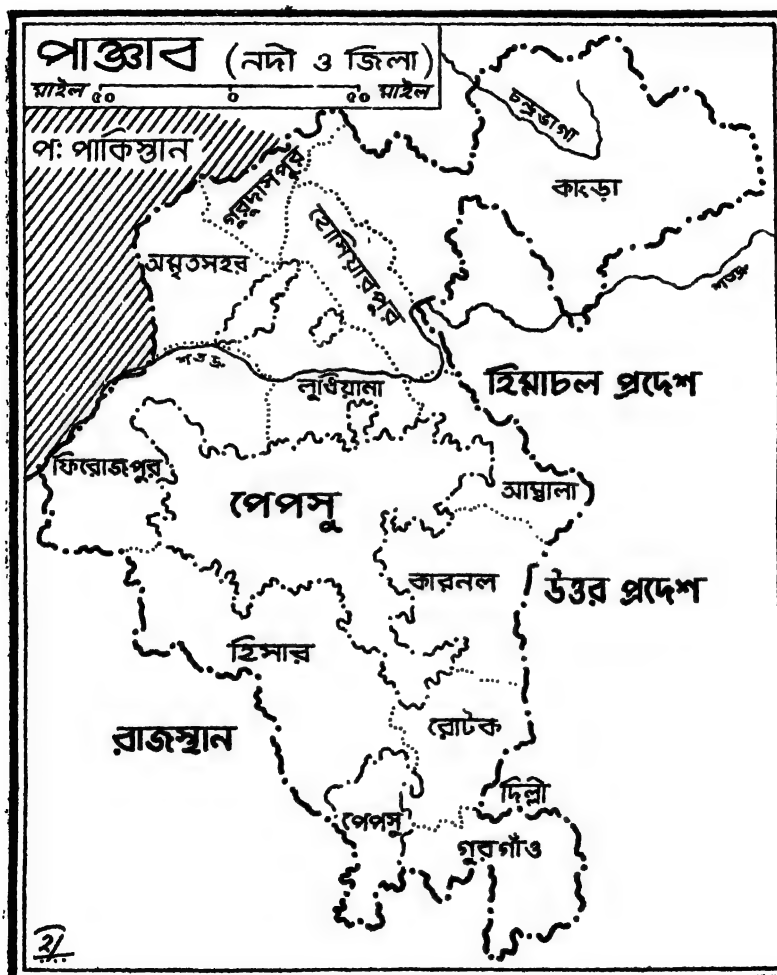 পাঞ্জাব (নদী ও জিলা)
মাইল ৫০ ০ ৫০ মাইল
পঃ পাকিস্তান
চন্দ্রভাগা
কাংড়া
গুরুদাসপুর
হোসিয়ারপুর
অমৃতসহর
শতদ্রু
শতদ্রু
লুধিয়ানা
হিমাচল প্রদেশ
ফিরোজপুর
পেপসু
আম্বালা
কারনল
উত্তর প্রদেশ
হিসার
রাজস্থান
রোটক
দিল্লী
পেপসু
গুরগাঁও
২১